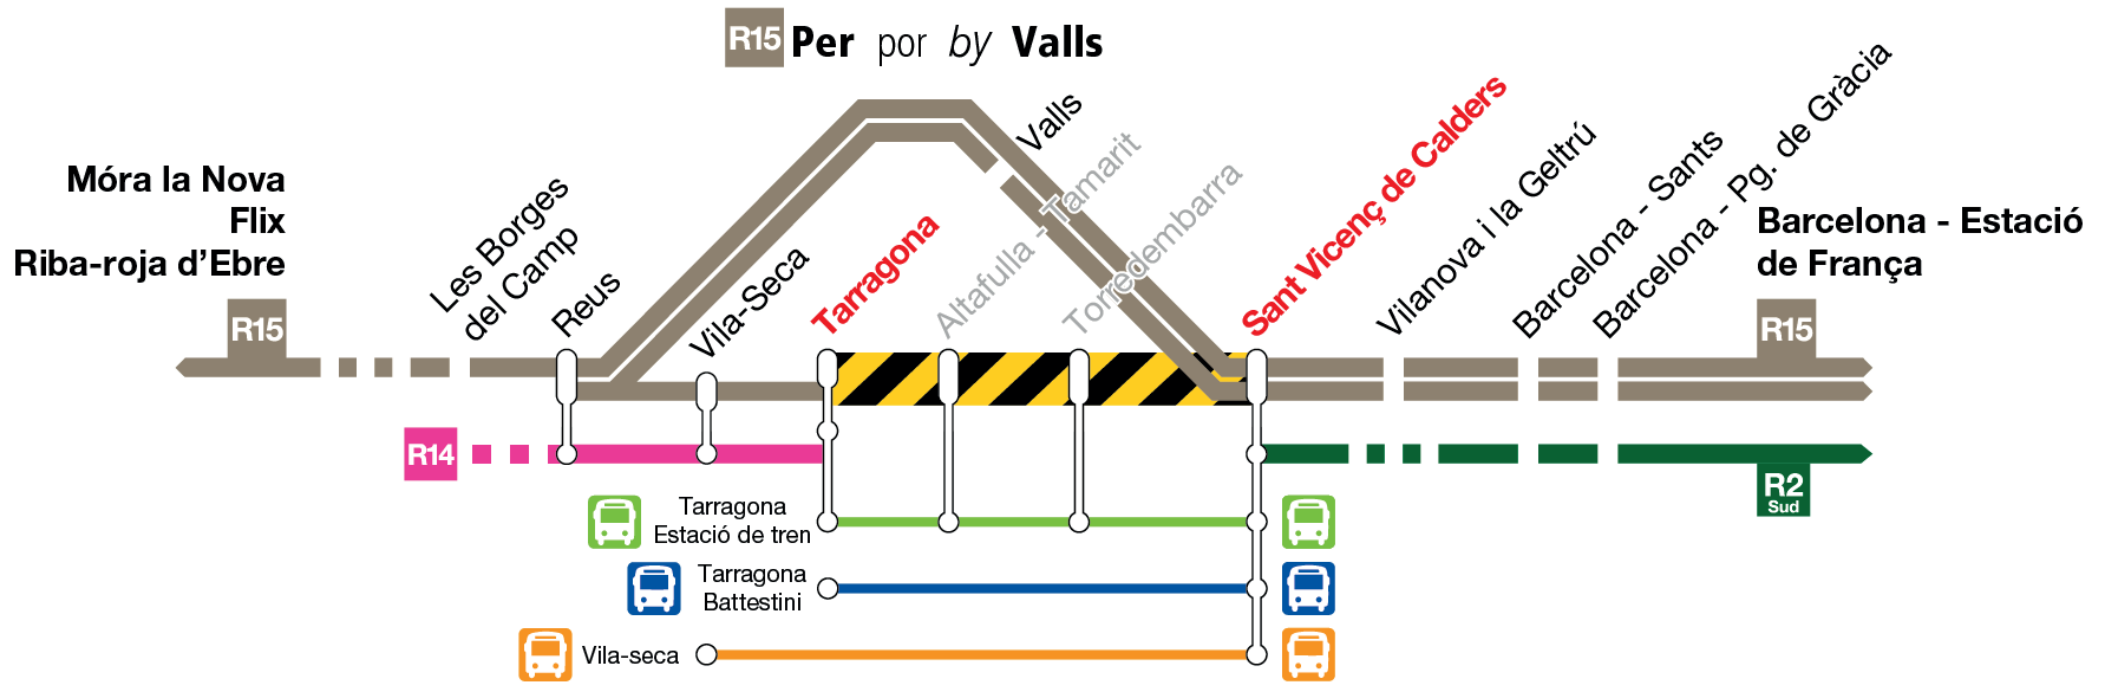 R15 Per por by Valls
Móra la Nova
Flix
Riba-roja d’Ebre
R15
Les Borges
del Camp
Reus
Vila-Seca
Tarragona
Altafulla - Tamarit
Torredembarra
Valls
Sant Vicenç de Calders
Vilanova i la Geltrú
Barcelona - Sants
Barcelona - Pg. de Gràcia
Barcelona - Estació
de França
R15
R14
R2
Sud
Tarragona
Estació de tren
Tarragona
Battestini
Vila-seca